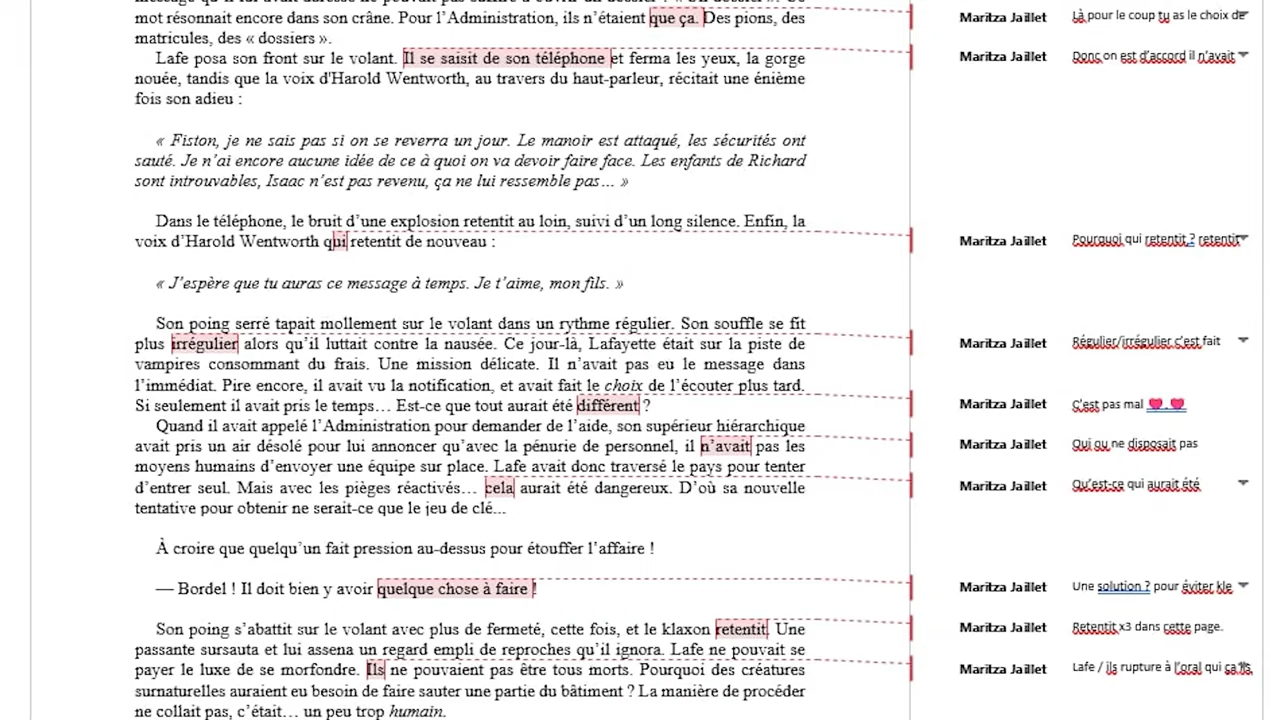 mot résonnait encore dans son crâne. Pour l’Administration, ils n’étaient que ça. Des pions, des
matricules, des « dossiers ».
Lafe posa son front sur le volant. Il se saisit de son téléphone et ferma les yeux, la gorge
nouée, tandis que la voix d'Harold Wentworth, au travers du haut-parleur, récitait une énième
fois son adieu :
« Fiston, je ne sais pas si on se reverra un jour. Le manoir est attaqué, les sécurités ont
sauté. Je n’ai encore aucune idée de ce à quoi on va devoir faire face. Les enfants de Richard
sont introuvables, Isaac n’est pas revenu, ça ne lui ressemble pas… »
Dans le téléphone, le bruit d’une explosion retentit au loin, suivi d’un long silence. Enfin, la
voix d’Harold Wentworth qui retentit de nouveau :
« J’espère que tu auras ce message à temps. Je t’aime, mon fils. »
Son poing serré tapait mollement sur le volant dans un rythme régulier. Son souffle se fit
plus irrégulier alors qu’il luttait contre la nausée. Ce jour-là, Lafayette était sur la piste de
vampires consommant du frais. Une mission délicate. Il n’avait pas eu le message dans
l’immédiat. Pire encore, il avait vu la notification, et avait fait le choix de l’écouter plus tard.
Si seulement il avait pris le temps… Est-ce que tout aurait été différent ?
Quand il avait appelé l’Administration pour demander de l’aide, son supérieur hiérarchique
avait pris un air désolé pour lui annoncer qu’avec la pénurie de personnel, il n’avait pas les
moyens humains d’envoyer une équipe sur place. Lafe avait donc traversé le pays pour tenter
d’entrer seul. Mais avec les pièges réactivés… cela aurait été dangereux. D’où sa nouvelle
tentative pour obtenir ne serait-ce que le jeu de clé...
À croire que quelqu’un fait pression au-dessus pour étouffer l’affaire !
— Bordel ! Il doit bien y avoir quelque chose à faire !
Son poing s’abattit sur le volant avec plus de fermeté, cette fois, et le klaxon retentit. Une
passante sursauta et lui assena un regard empli de reproches qu’il ignora. Lafe ne pouvait se
payer le luxe de se morfondre. Ils ne pouvaient pas être tous morts. Pourquoi des créatures
surnaturelles auraient eu besoin de faire sauter une partie du bâtiment ? La manière de procéder
ne collait pas, c’était… un peu trop humain.
Maritza Jaillet Là pour le coup tu as le choix de
Maritza Jaillet Donc on est d’accord il n’avait
Maritza Jaillet Pourquoi qui retentit ? retentit
Maritza Jaillet Régulier/irrégulier c’est fait
Maritza Jaillet C’est pas mal ❤️.❤️
Maritza Jaillet Qui ou ne disposait pas
Maritza Jaillet Qu’est-ce qui aurait été
Maritza Jaillet Une solution ? pour éviter kle
Maritza Jaillet Retentit x3 dans cette page.
Maritza Jaillet Lafe / ils rupture à l’oral qui